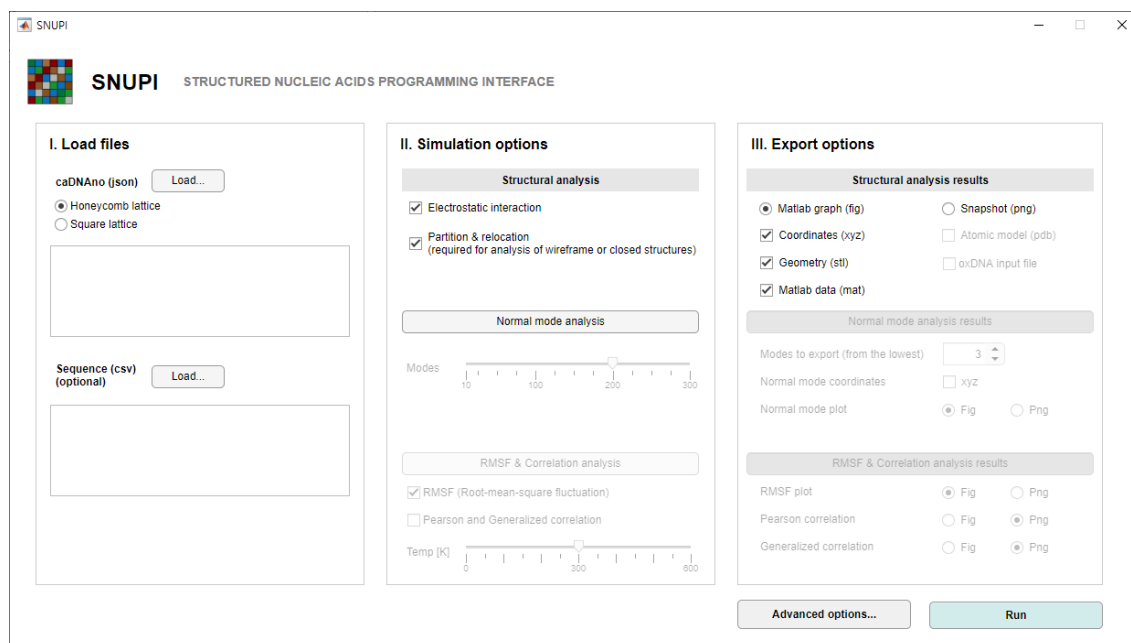 SNUPI
SNUPI STRUCTURED NUCLEIC ACIDS PROGRAMMING INTERFACE
I. Load files
caDNAno (json) Load...
Honeycomb lattice
Square lattice
Sequence (csv)
(optional)
Load...
II. Simulation options
Structural analysis
Electrostatic interaction
Partition & relocation
(required for analysis of wireframe or closed structures)
Normal mode analysis
Modes
10 100 200 300
RMSF & Correlation analysis
RMSF (Root-mean-square fluctuation)
Pearson and Generalized correlation
Temp [K]
0 300 600
III. Export options
Structural analysis results
Matlab graph (fig) Snapshot (png)
Coordinates (xyz) Atomic model (pdb)
Geometry (stl) oxDNA input file
Matlab data (mat)
Normal mode analysis results
Modes to export (from the lowest) 3
Normal mode coordinates xyz
Normal mode plot Fig Png
RMSF & Correlation analysis results
RMSF plot Fig Png
Pearson correlation Fig Png
Generalized correlation Fig Png
Advanced options... Run